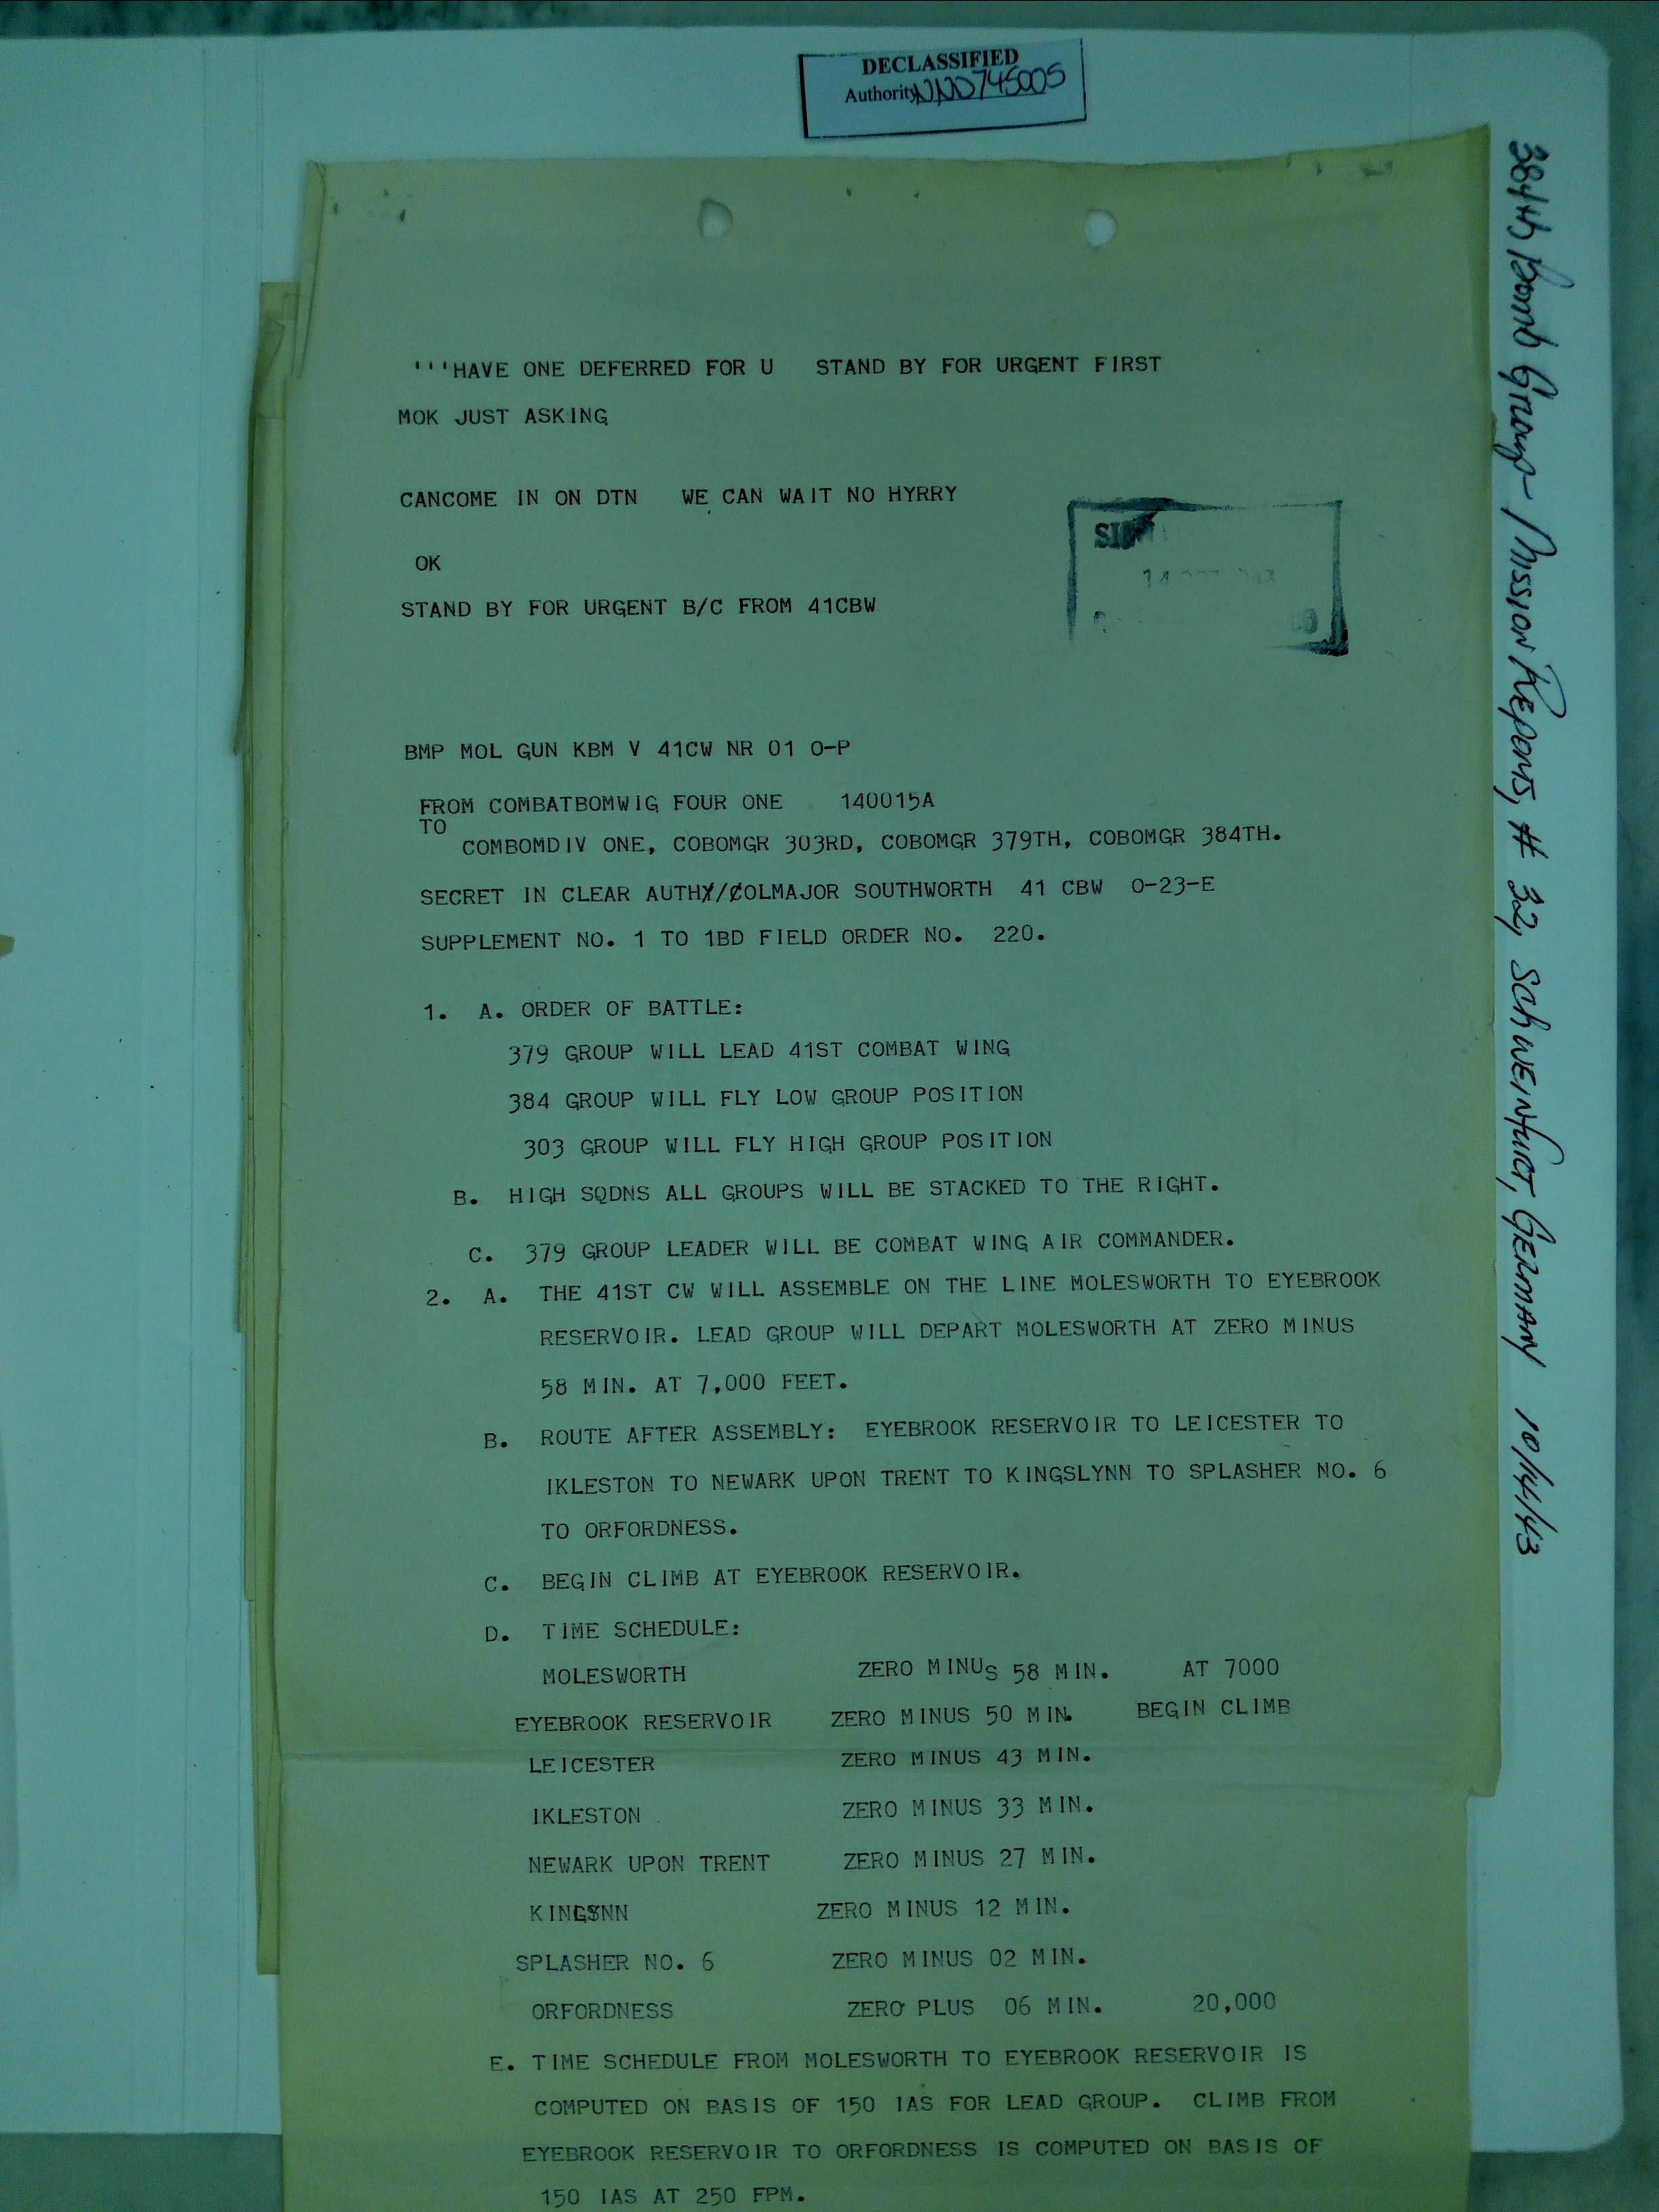 DECLASSIFIED
Authority NND745005
384th Bomb Group - Mission Reports, # 32, Schweinfurt, Germany 10/14/43
'''HAVE ONE DEFERRED FOR U STAND BY FOR URGENT FIRST
MOK JUST ASKING
CANCOME IN ON DTN WE CAN WAIT NO HYRRY
OK
STAND BY FOR URGENT B/C FROM 41CBW
BMP MOL GUN KBM V 41CW NR 01 O-P
FROM COMBATBOMWIG FOUR ONE 140015A
TO
COMBOMDIV ONE, COBOMGR 303RD, COBOMGR 379TH, COBOMGR 384TH.
SECRET IN CLEAR AUTHY/COLMAJOR SOUTHWORTH 41 CBW O-23-E
SUPPLEMENT NO. 1 TO 1BD FIELD ORDER NO. 220.
1. A. ORDER OF BATTLE:
379 GROUP WILL LEAD 41ST COMBAT WING
384 GROUP WILL FLY LOW GROUP POSITION
303 GROUP WILL FLY HIGH GROUP POSITION
B. HIGH SQDNS ALL GROUPS WILL BE STACKED TO THE RIGHT.
C. 379 GROUP LEADER WILL BE COMBAT WING AIR COMMANDER.
2. A. THE 41ST CW WILL ASSEMBLE ON THE LINE MOLESWORTH TO EYEBROOK
RESERVOIR. LEAD GROUP WILL DEPART MOLESWORTH AT ZERO MINUS
58 MIN. AT 7,000 FEET.
B. ROUTE AFTER ASSEMBLY: EYEBROOK RESERVOIR TO LEICESTER TO
IKLESTON TO NEWARK UPON TRENT TO KINGSLYNN TO SPLASHER NO. 6
TO ORFORDNESS.
C. BEGIN CLIMB AT EYEBROOK RESERVOIR.
D. TIME SCHEDULE:
MOLESWORTH ZERO MINUS 58 MIN. AT 7000
EYEBROOK RESERVOIR ZERO MINUS 50 MIN. BEGIN CLIMB
LEICESTER ZERO MINUS 43 MIN.
IKLESTON ZERO MINUS 33 MIN.
NEWARK UPON TRENT ZERO MINUS 27 MIN.
ZERO MINUS 12 MIN.
SPLASHER NO. 6 ZERO MINUS 02 MIN.
ORFORDNESS ZERO PLUS 06 MIN. 20,000
E. TIME SCHEDULE FROM MOLESWORTH TO EYEBROOK RESERVOIR IS
COMPUTED ON BASIS OF 150 IAS FOR LEAD GROUP. CLIMB FROM
EYEBROOK RESERVOIR TO ORFORDNESS IS COMPUTED ON BASIS OF
150 IAS AT 250 FPM.